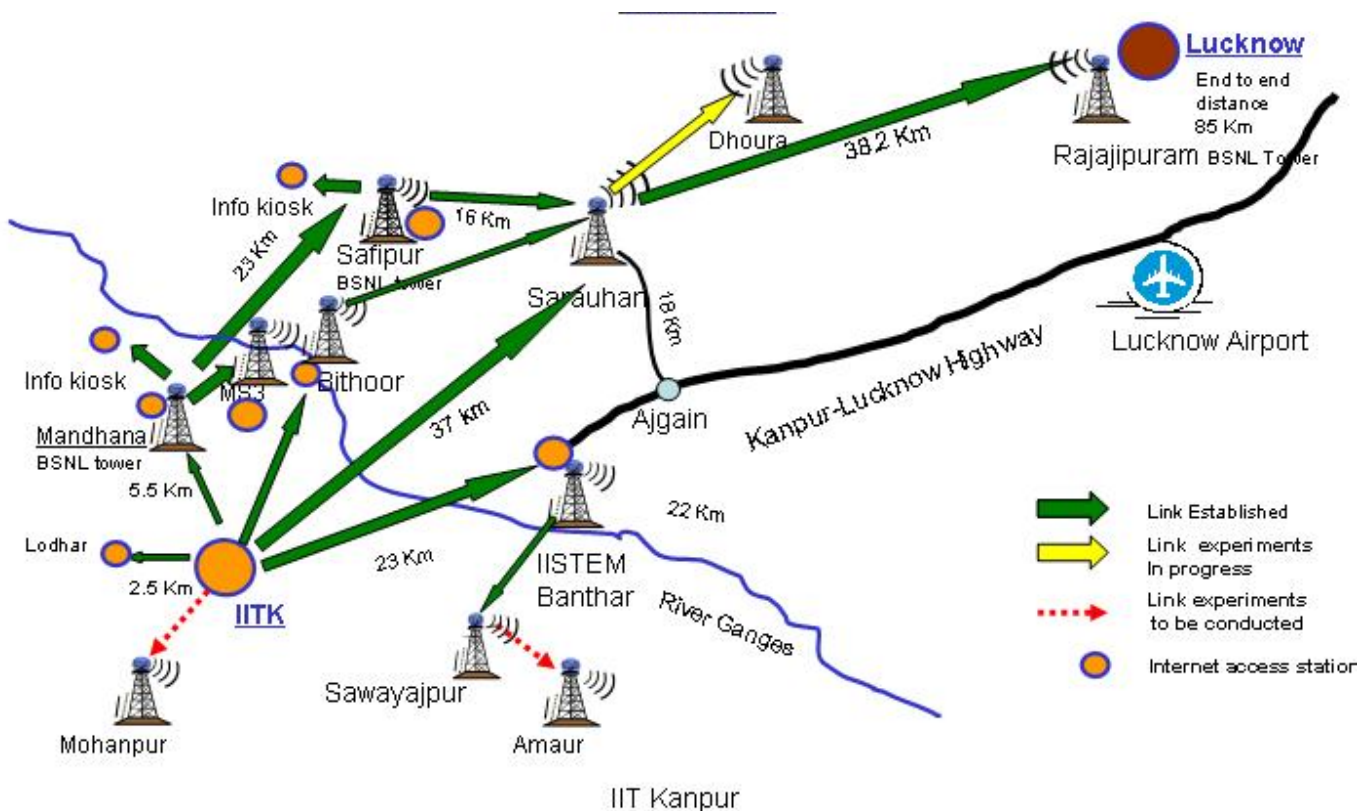 Lucknow
End to end
distance
85 Km
Dhoura
38.2 Km
Rajajipuram BSNL Tower
Info kiosk
16 Km
23 Km
Safipur
BSNL tower
Sarauhan
18 Km
Lucknow Airport
Kanpur-Lucknow Highway
Info kiosk
MS3
Bithoor
Ajgain
37 km
Mandhana
BSNL tower
5.5 Km
22 Km
Link Established
Lodhar
23 Km
Link experiments
In progress
2.5 Km
IISTEM
Banthar
IITK
River Ganges
Link experiments
to be conducted
Internet access station
Sawayajpur
Mohanpur
Amaur
IIT Kanpur